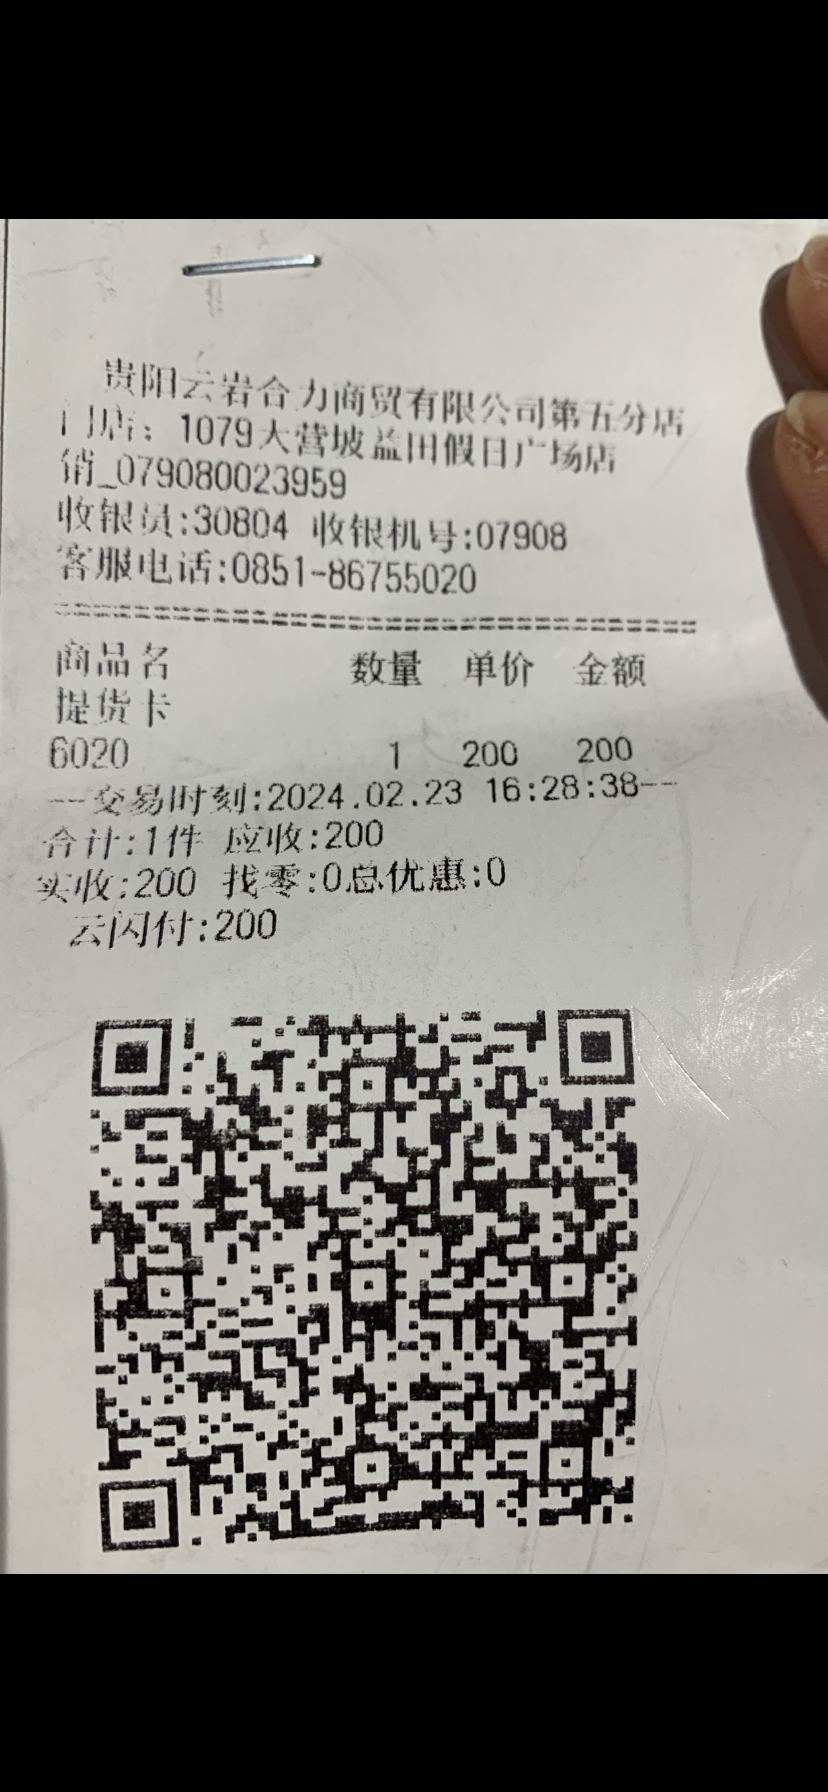 贵阳云岩合力商贸有限公司第五分店
门店：1079大营坡益田假日广场店
销_079080023959
收银员:30804 收银机号:07908
客服电话:0851-86755020
================================================
商品名 数量 单价 金额
提货卡
6020 1 200 200
--交易时刻:2024.02.23 16:28:38--
合计:1件 应收:200
实收:200 找零:0总优惠:0
云闪付:200